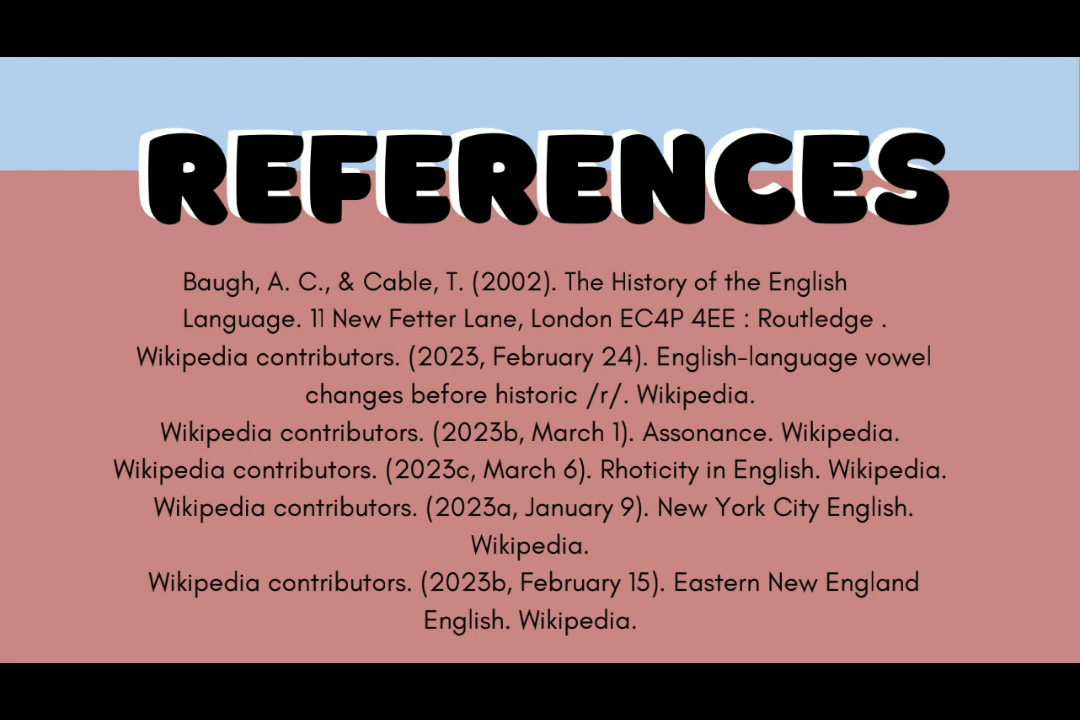 REFERENCES
Baugh, A. C., & Cable, T. (2002). The History of the English
Language. 11 New Fetter Lane, London EC4P 4EE : Routledge .
Wikipedia contributors. (2023, February 24). English-language vowel
changes before historic /r/. Wikipedia.
Wikipedia contributors. (2023b, March 1). Assonance. Wikipedia.
Wikipedia contributors. (2023c, March 6). Rhoticity in English. Wikipedia.
Wikipedia contributors. (2023a, January 9). New York City English.
Wikipedia.
Wikipedia contributors. (2023b, February 15). Eastern New England
English. Wikipedia.